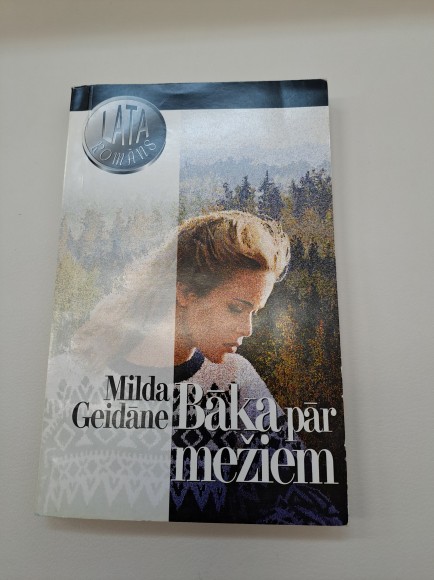 LATA
ROMĀNS
Milda
Geidāne
Bāka pār
mežiem